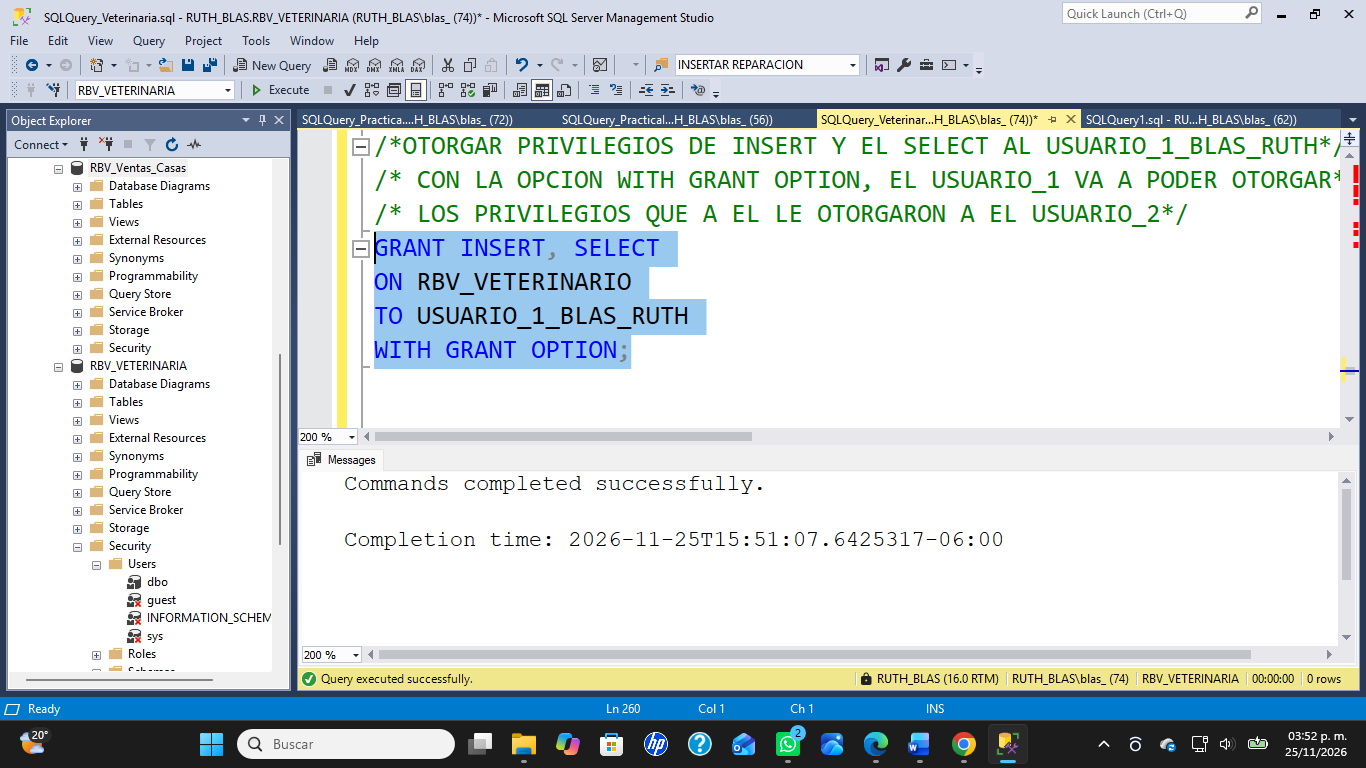 SQLQuery_Veterinaria.sql - RUTH_BLAS.RBV_VETERINARIA (RUTH_BLAS\blas_ (74))* - Microsoft SQL Server Management Studio
Quick Launch (Ctrl+Q)
File Edit View Query Project Tools Window Help
New Query MDX DMX XMLA DAX INSERTAR REPARACION
RBV_VETERINARIA Execute
Object Explorer
Connect
RBV_Ventas_Casas
Database Diagrams
Tables
Views
External Resources
Synonyms
Programmability
Query Store
Service Broker
Storage
Security
RBV_VETERINARIA
Database Diagrams
Tables
Views
External Resources
Synonyms
Programmability
Query Store
Service Broker
Storage
Security
Users
dbo
guest
INFORMATION_SCHEM
sys
Roles
Schemas
SQLQuery_Practica....H_BLAS\blas_ (72)) SQLQuery_Practical...H_BLAS\blas_ (56)) SQLQuery_Veterinar...H_BLAS\blas_ (74))* SQLQuery1.sql - RU...H_BLAS\blas_ (62))
/*OTORGAR PRIVILEGIOS DE INSERT Y EL SELECT AL USUARIO_1_BLAS_RUTH*/
/* CON LA OPCION WITH GRANT OPTION, EL USUARIO_1 VA A PODER OTORGAR*
/* LOS PRIVILEGIOS QUE A EL LE OTORGARON A EL USUARIO_2*/
GRANT INSERT, SELECT
ON RBV_VETERINARIO
TO USUARIO_1_BLAS_RUTH
WITH GRANT OPTION;
200 %
Messages
Commands completed successfully.
Completion time: 2026-11-25T15:51:07.6425317-06:00
200 %
Query executed successfully. RUTH_BLAS (16.0 RTM) RUTH_BLAS\blas_ (74) RBV_VETERINARIA 00:00:00 0 rows
Ready Ln 260 Col 1 Ch 1 INS
20° Buscar 2 03:52 p. m.
25/11/2026